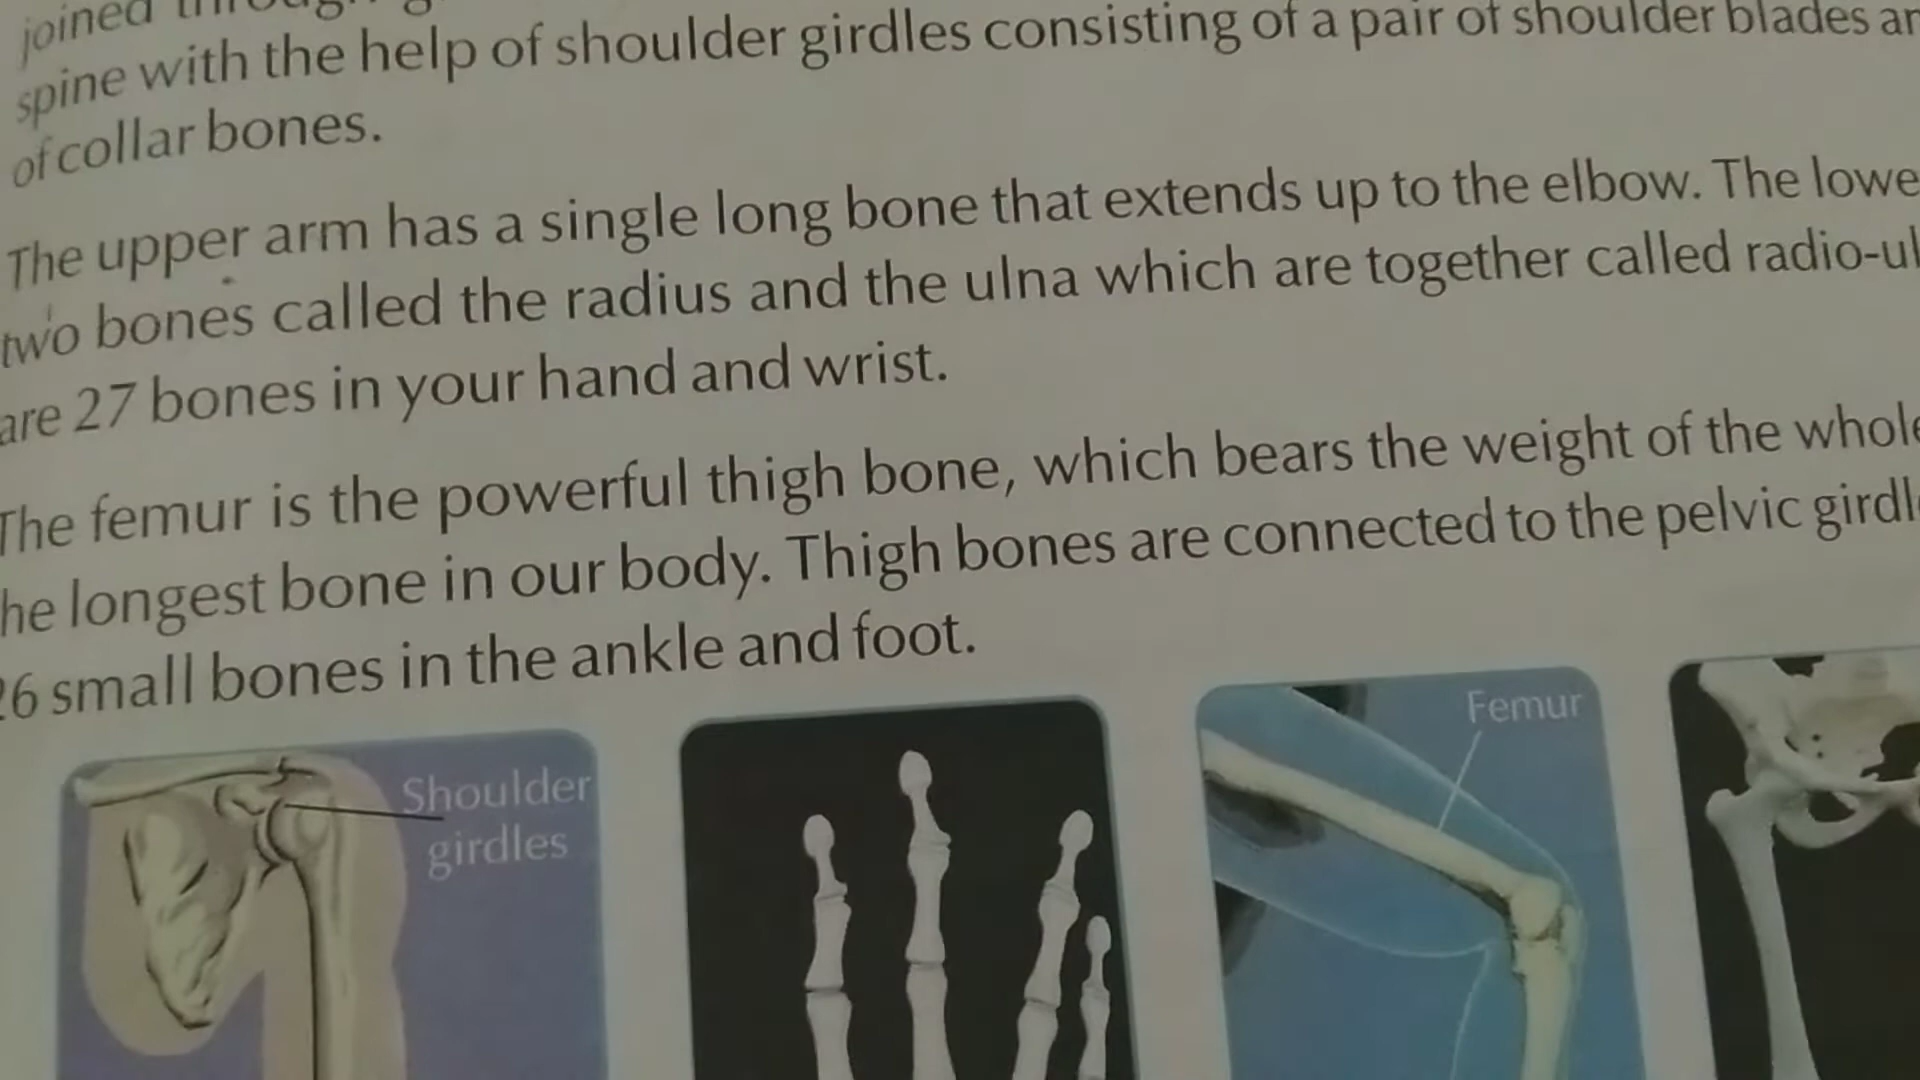 joined
spine with the help of shoulder girdles consisting of a pair of shoulder blades
of collar bones.
The upper arm has a single long bone that extends up to the elbow. The lowe
two bones called the radius and the ulna which are together called radio-ul
are 27 bones in your hand and wrist.
The femur is the powerful thigh bone, which bears the weight of the whole
he longest bone in our body. Thigh bones are connected to the pelvic girdl
26 small bones in the ankle and foot.
Shoulder
girdles
Femur